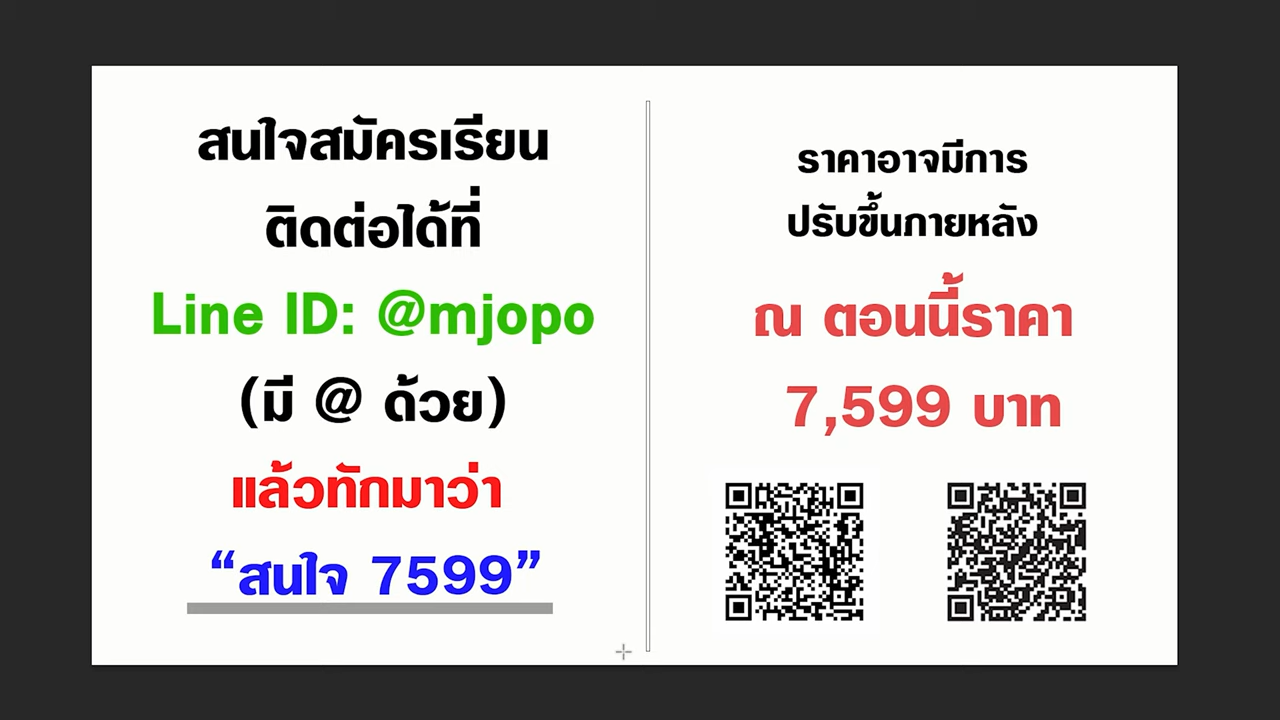 สนใจสมัครเรียน
ติดต่อได้ที่
Line ID: @mjopo
(มี @ ด้วย)
แล้วทักมาว่า
“สนใจ 7599”
ราคาอาจมีการ
ปรับขึ้นภายหลัง
ณ ตอนนี้ราคา
7,599 บาท